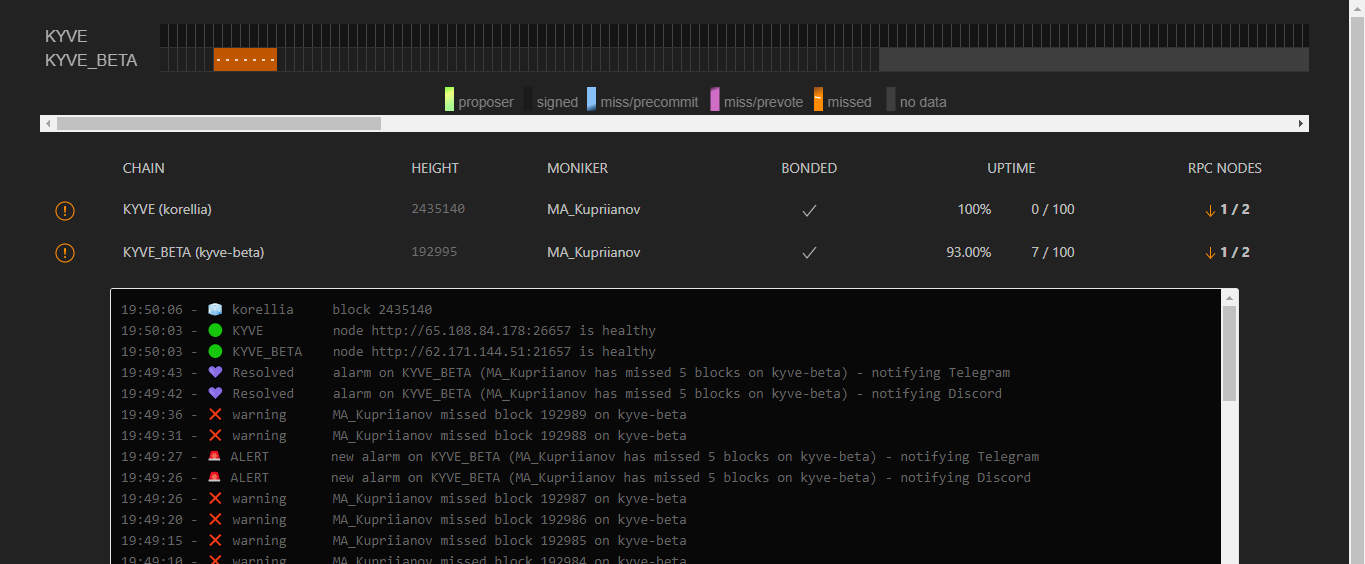 KYVE
KYVE_BETA
proposer signed miss/precommit miss/prevote missed no data
CHAIN HEIGHT MONIKER BONDED UPTIME RPC NODES
KYVE (korellia) 2435140 MA_Kupriianov 100% 0 / 100 1 / 2
KYVE_BETA (kyve-beta) 192995 MA_Kupriianov 93.00% 7 / 100 1 / 2
19:50:06 - korellia block 2435140
19:50:03 - KYVE node http://65.108.84.178:26657 is healthy
19:50:03 - KYVE_BETA node http://62.171.144.51:21657 is healthy
19:49:43 - Resolved alarm on KYVE_BETA (MA_Kupriianov has missed 5 blocks on kyve-beta) - notifying Telegram
19:49:42 - Resolved alarm on KYVE_BETA (MA_Kupriianov has missed 5 blocks on kyve-beta) - notifying Discord
19:49:36 - warning MA_Kupriianov missed block 192989 on kyve-beta
19:49:31 - warning MA_Kupriianov missed block 192988 on kyve-beta
19:49:27 - ALERT new alarm on KYVE_BETA (MA_Kupriianov has missed 5 blocks on kyve-beta) - notifying Telegram
19:49:26 - ALERT new alarm on KYVE_BETA (MA_Kupriianov has missed 5 blocks on kyve-beta) - notifying Discord
19:49:26 - warning MA_Kupriianov missed block 192987 on kyve-beta
19:49:20 - warning MA_Kupriianov missed block 192986 on kyve-beta
19:49:15 - warning MA_Kupriianov missed block 192985 on kyve-beta
19:49:10 - warning MA_Kupriianov missed block 192984 on kyve-beta